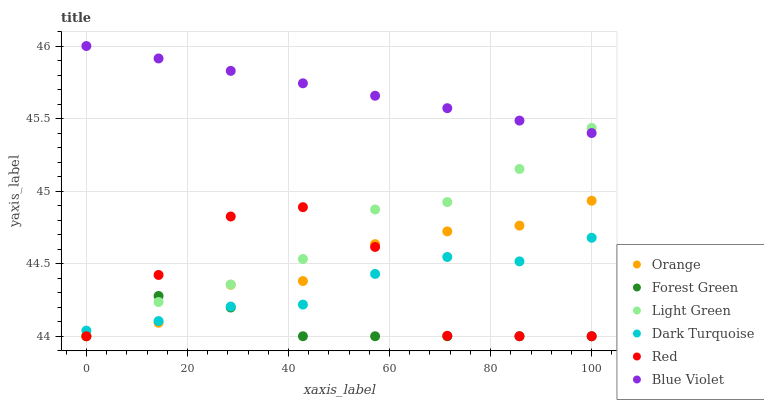 title
yaxis_label
46
45.5
45
44.5
44
0
20
40
60
80
100
xaxis_label
Orange
Forest Green
Light Green
Dark Turquoise
Red
Blue Violet